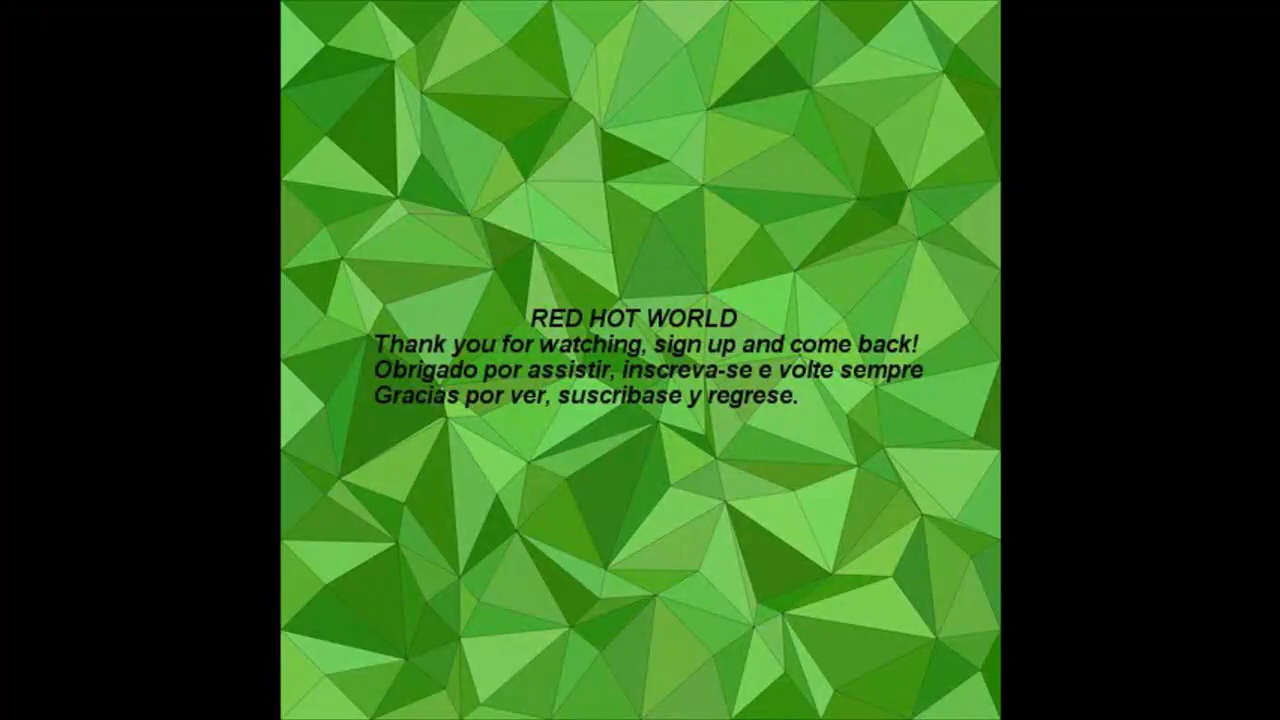 RED HOT WORLD
Thank you for watching, sign up and come back!
Obrigado por assistir, inscreva-se e volte sempre
Gracias por ver, suscribase y regrese.